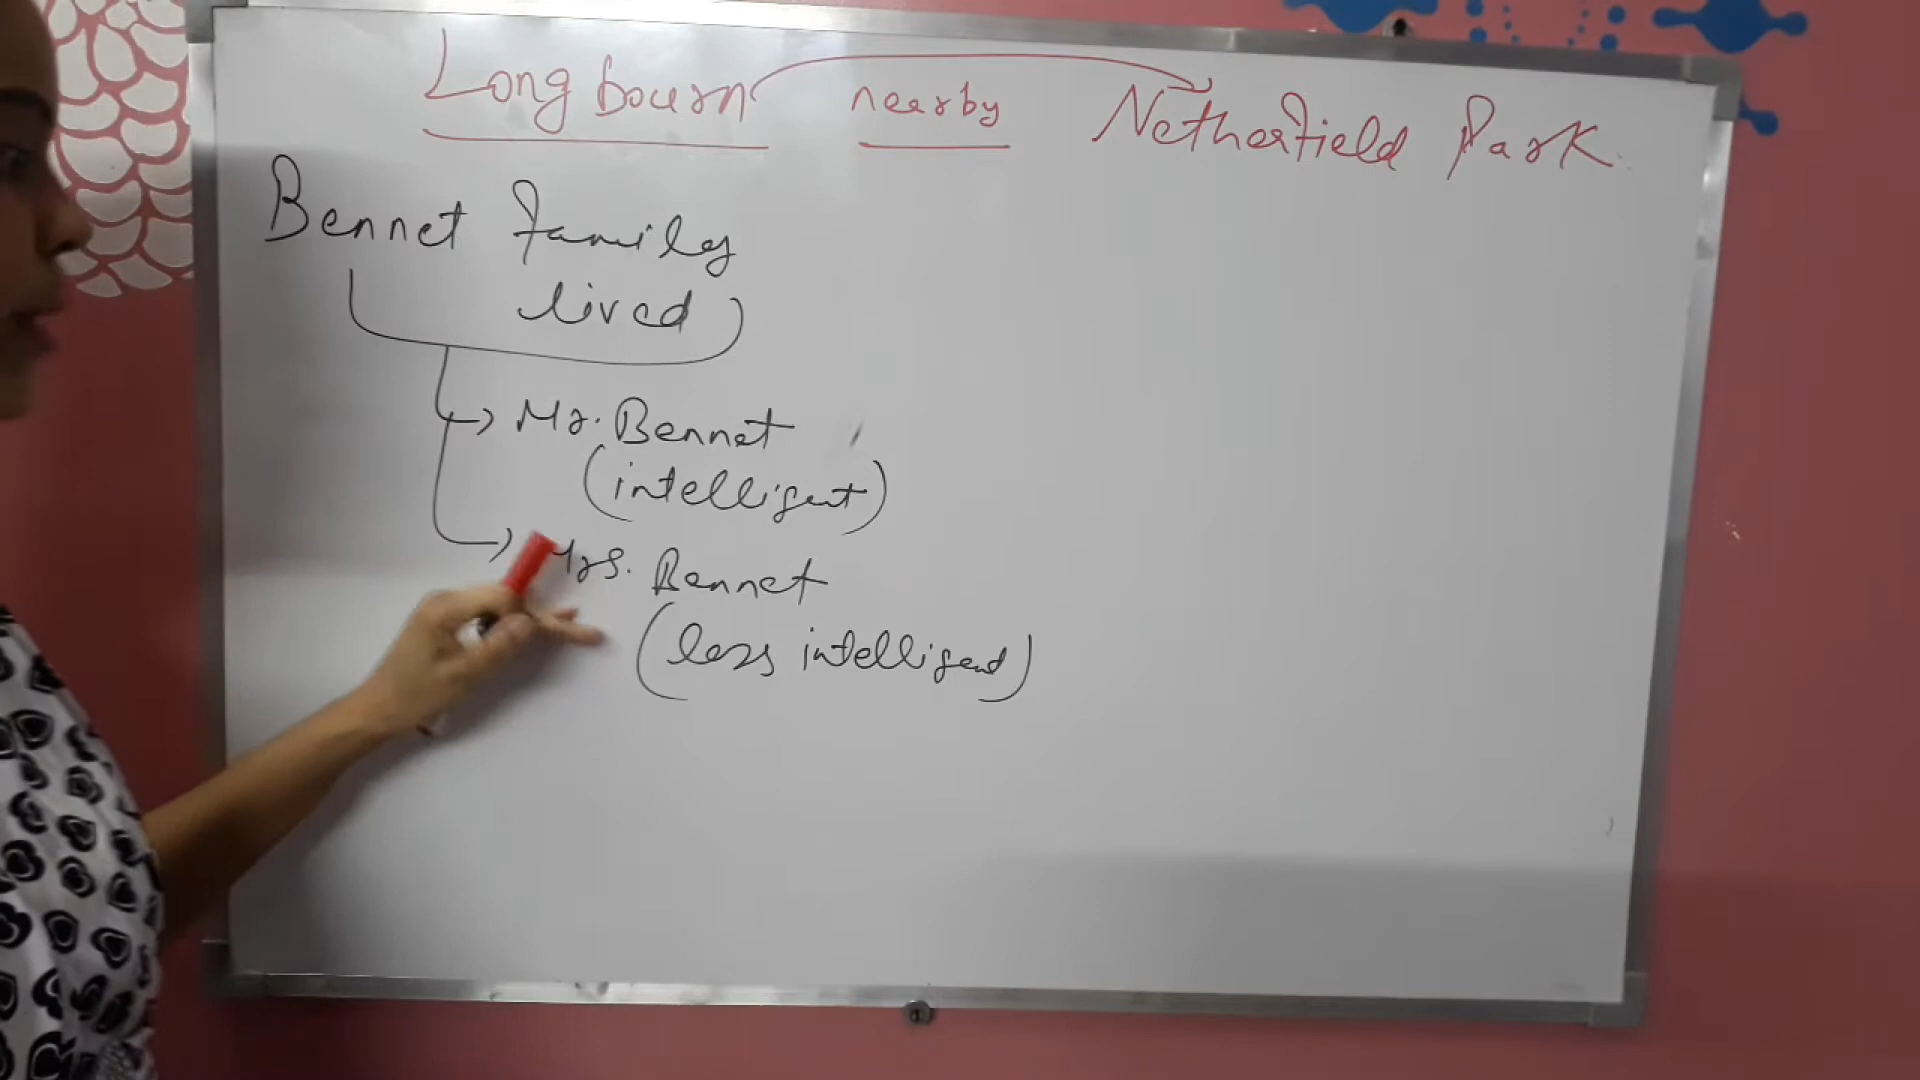 Longbourn nearby Netherfield Park
Bennet family
lived
Mr. Bennet
(intelligent)
Mrs. Bennet
(less intelligent)